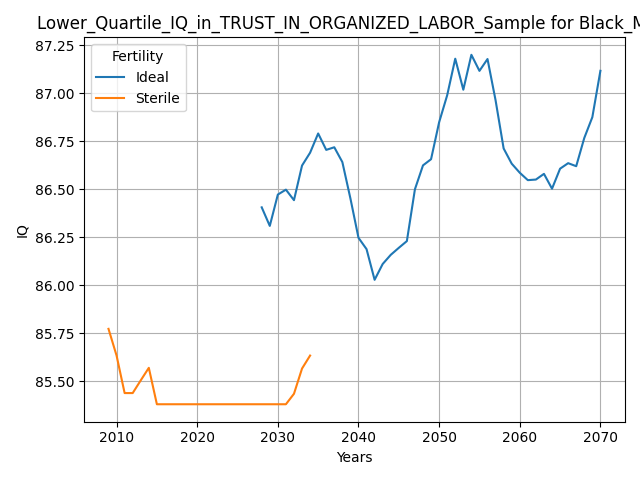 Lower_Quartile_IQ_in_TRUST_IN_ORGANIZED_LABOR_Sample for Black_M
Fertility
Ideal
Sterile
87.25
87.00
86.75
86.50
86.25
86.00
85.75
85.50
IQ
2010 2020 2030 2040 2050 2060 2070
Years